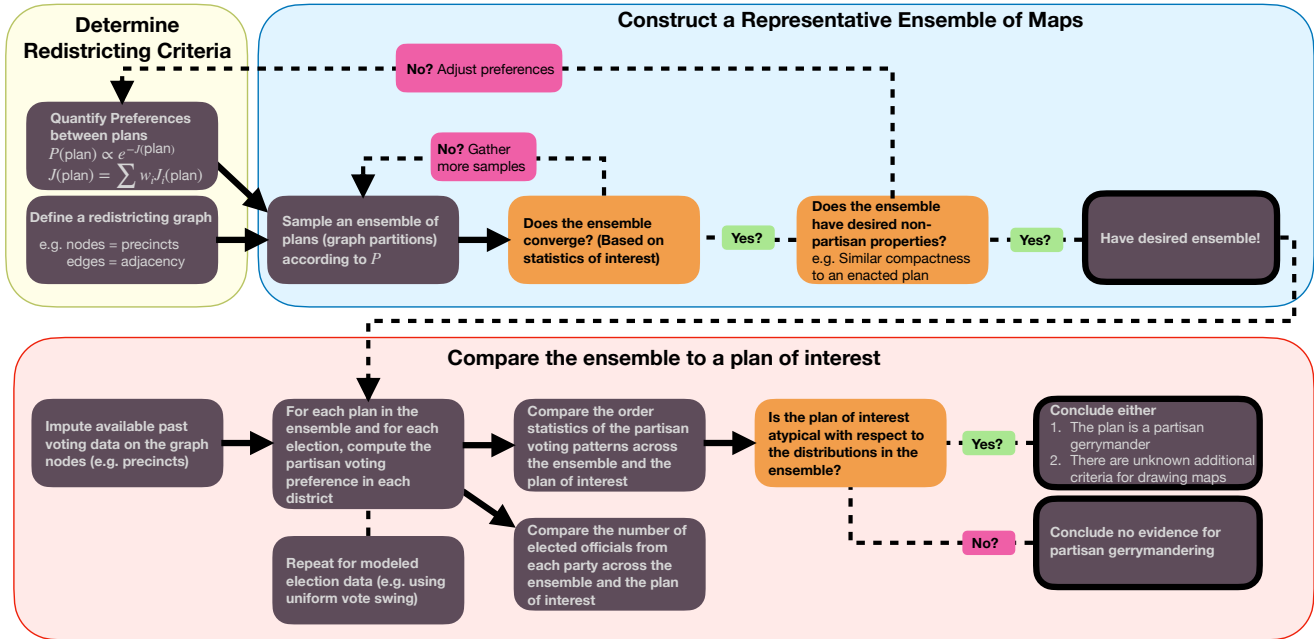 Determine
Redistricting Criteria
Quantify Preferences
between plans
P(plan) ∝ e^{-J(plan)}
J(plan) = ∑ w_i J_i(plan)
Define a redistricting graph
e.g. nodes = precincts
edges = adjacency
Construct a Representative Ensemble of Maps
No? Adjust preferences
No? Gather
more samples
Sample an ensemble of
plans (graph partitions)
according to P
Does the ensemble
converge? (Based on
statistics of interest)
Yes?
Does the ensemble
have desired non-
partisan properties?
e.g. Similar compactness
to an enacted plan
Yes?
Have desired ensemble!
Compare the ensemble to a plan of interest
Impute available past
voting data on the graph
nodes (e.g. precincts)
For each plan in the
ensemble and for each
election, compute the
partisan voting
preference in each
district
Repeat for modeled
election data (e.g. using
uniform vote swing)
Compare the order
statistics of the partisan
voting patterns across
the ensemble and the
plan of interest
Compare the number of
elected officials from
each party across the
ensemble and the plan
of interest
Is the plan of interest
atypical with respect to
the distributions in the
ensemble?
Yes?
Conclude either
1. The plan is a partisan
gerrymander
2. There are unknown additional
criteria for drawing maps
No?
Conclude no evidence for
partisan gerrymandering